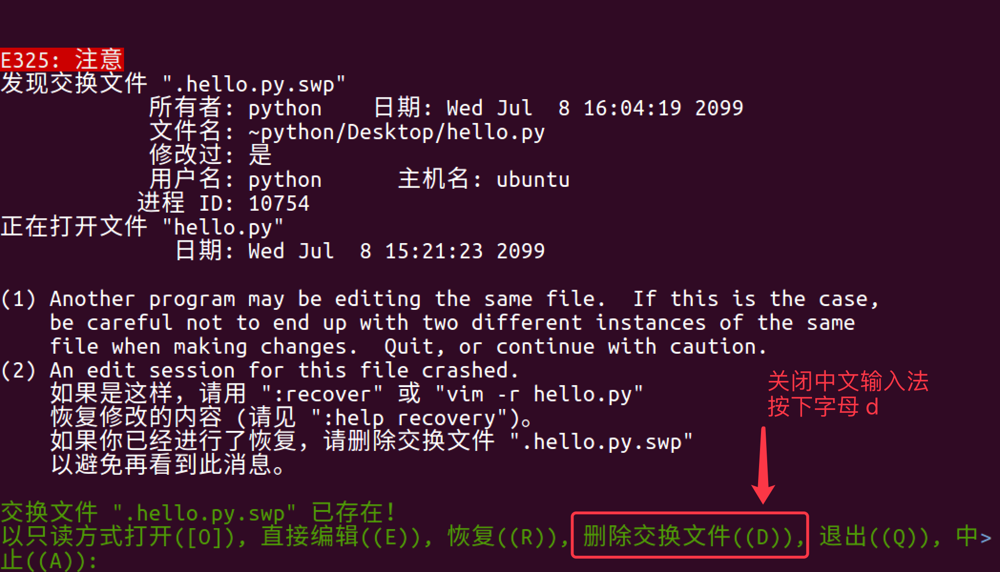 E325: 注意
发现交换文件 ".hello.py.swp"
所有者: python    日期: Wed Jul  8 16:04:19 2099
文件名: ~python/Desktop/hello.py
修改过: 是
用户名: python      主机名: ubuntu
进程 ID: 10754
正在打开文件 "hello.py"
日期: Wed Jul  8 15:21:23 2099
(1) Another program may be editing the same file.  If this is the case,
be careful not to end up with two different instances of the same
file when making changes.  Quit, or continue with caution.
(2) An edit session for this file crashed.
如果是这样，请用 ":recover" 或 "vim -r hello.py"
恢复修改的内容 (请见 ":help recovery")。
如果你已经进行了恢复，请删除交换文件 ".hello.py.swp"
以避免再看到此消息。
关闭中文输入法
按下字母 d
交换文件 ".hello.py.swp" 已存在！
以只读方式打开([O]), 直接编辑((E)), 恢复((R)), 删除交换文件((D)), 退出((Q)), 中>
止((A)):